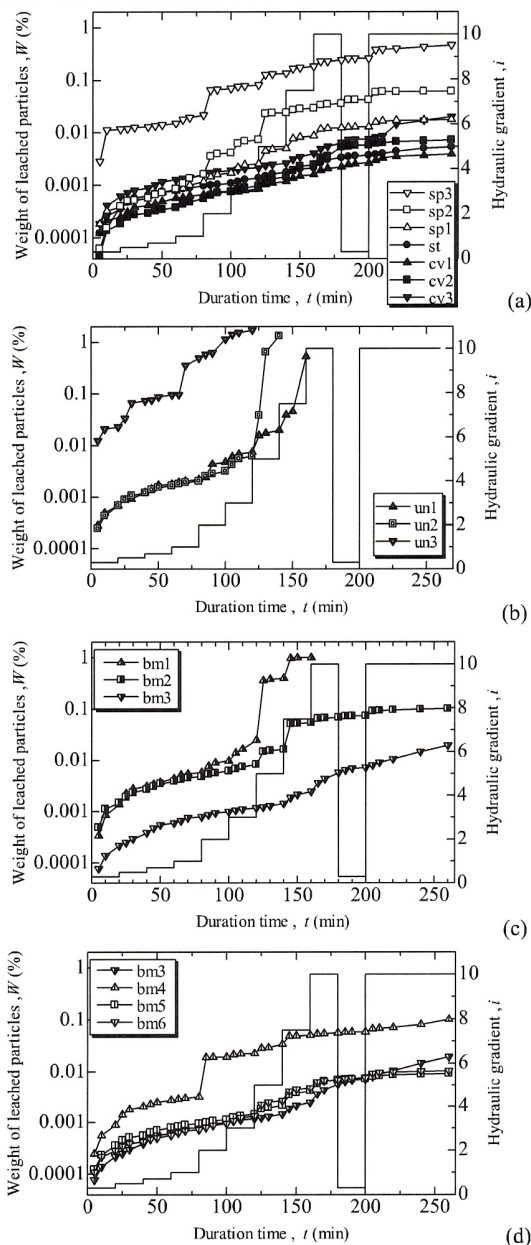 Weight of leached particles , W (%)
1
0.1
0.01
0.001
0.0001
10
8
6
4
2
0
Hydraulic gradient , i
sp3
sp2
sp1
st
cv1
cv2
cv3
0 50 100 150 200
Duration time , t (min)
(a)
Weight of leached particles , W (%)
1
0.1
0.01
0.001
0.0001
10
8
6
4
2
0
Hydraulic gradient , i
un1
un2
un3
0 50 100 150 200 250
Duration time , t (min)
(b)
Weight of leached particles , W (%)
1
0.1
0.01
0.001
0.0001
10
8
6
4
2
0
Hydraulic gradient , i
bm1
bm2
bm3
0 50 100 150 200 250
Duration time , t (min)
(c)
Weight of leached particles , W (%)
1
0.1
0.01
0.001
0.0001
10
8
6
4
2
0
Hydraulic gradient , i
bm3
bm4
bm5
bm6
0 50 100 150 200 250
Duration time , t (min)
(d)